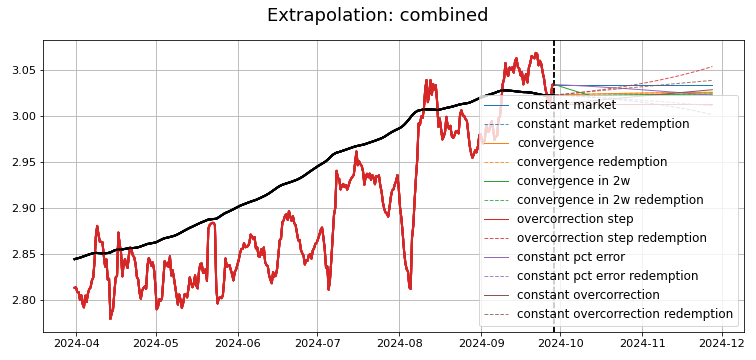 Extrapolation: combined
3.05
3.00
2.95
2.90
2.85
2.80
constant market
constant market redemption
convergence
convergence redemption
convergence in 2w
convergence in 2w redemption
overcorrection step
overcorrection step redemption
constant pct error
constant pct error redemption
constant overcorrection
constant overcorrection redemption
2024-04 2024-05 2024-06 2024-07 2024-08 2024-09 2024-10 2024-11 2024-12